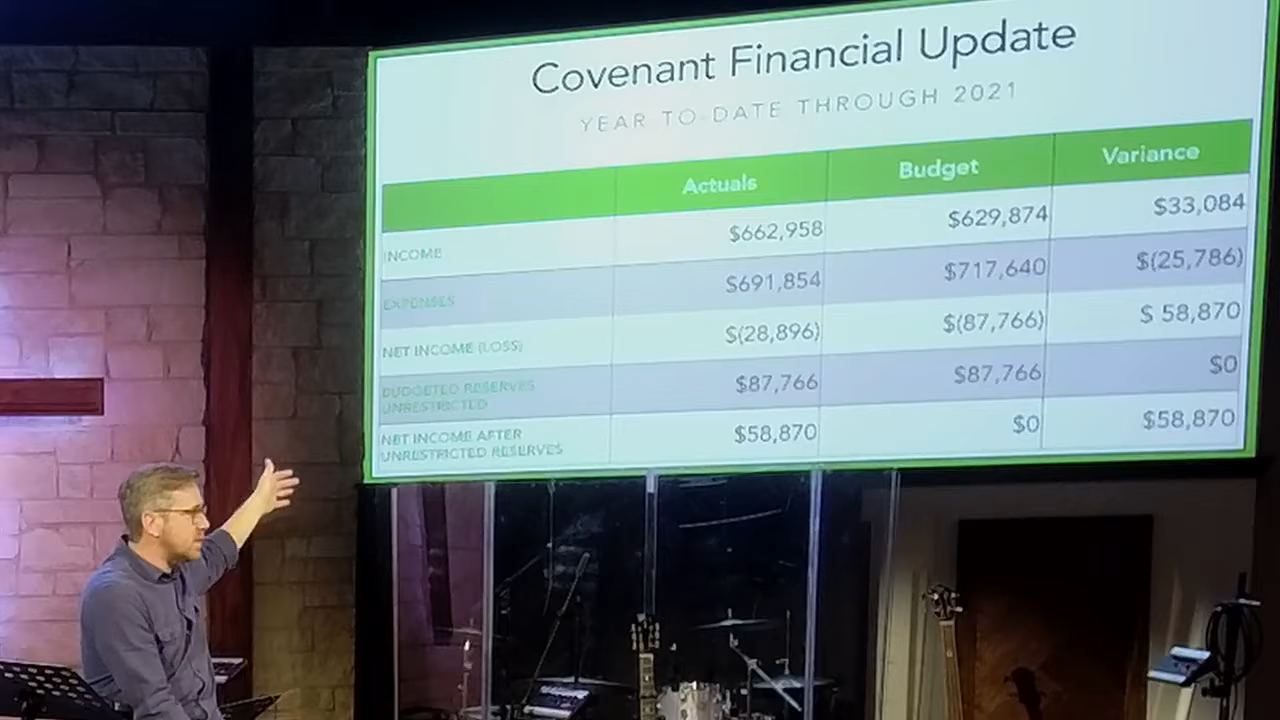 Covenant Financial Update
YEAR TO DATE THROUGH 2021
Actuals Budget Variance
INCOME $662,958 $629,874 $33,084
EXPENSES $691,854 $717,640 $(25,786)
NET INCOME (LOSS) $(28,896) $(87,766) $ 58,870
BUDGETED RESERVES
UNRESTRICTED $87,766 $87,766 $0
NET INCOME AFTER
UNRESTRICTED RESERVES $58,870 $0 $58,870